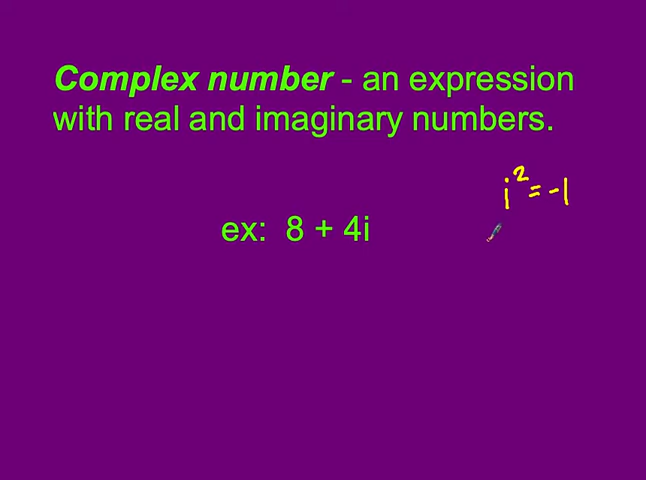 Complex number - an expression
with real and imaginary numbers.
i² = -1
ex: 8 + 4i